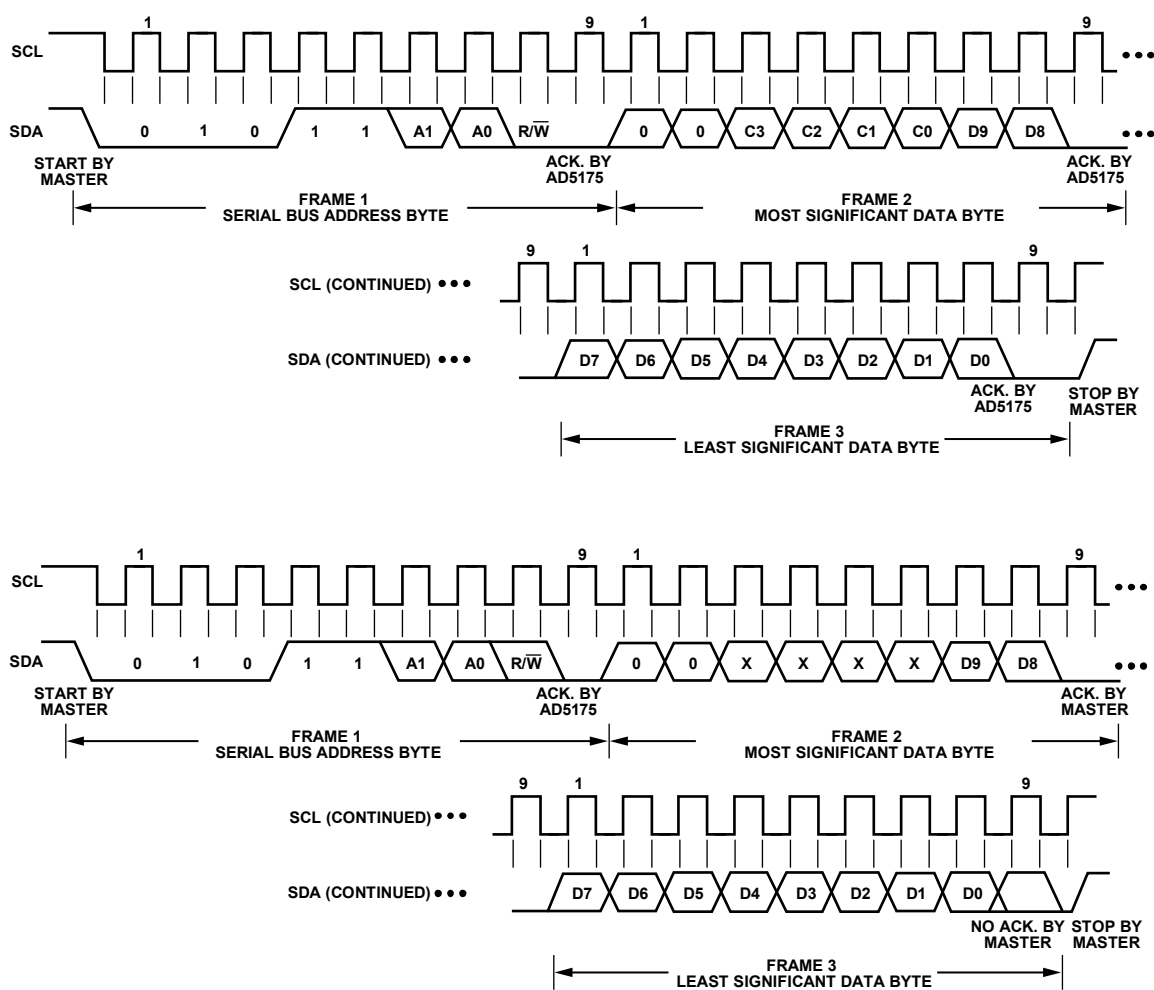 1 9 1 9
SCL
SDA 0 1 0 1 1 A1 A0 R/W̅ 0 0 C3 C2 C1 C0 D9 D8
START BY MASTER
ACK. BY AD5175
ACK. BY AD5175
FRAME 1
SERIAL BUS ADDRESS BYTE
FRAME 2
MOST SIGNIFICANT DATA BYTE
9 1 9
SCL (CONTINUED)
SDA (CONTINUED) D7 D6 D5 D4 D3 D2 D1 D0
ACK. BY AD5175
STOP BY MASTER
FRAME 3
LEAST SIGNIFICANT DATA BYTE
1 9 1 9
SCL
SDA 0 1 0 1 1 A1 A0 R/W̅ 0 0 X X X X D9 D8
START BY MASTER
ACK. BY AD5175
ACK. BY MASTER
FRAME 1
SERIAL BUS ADDRESS BYTE
FRAME 2
MOST SIGNIFICANT DATA BYTE
9 1 9
SCL (CONTINUED)
SDA (CONTINUED) D7 D6 D5 D4 D3 D2 D1 D0
NO ACK. BY MASTER
STOP BY MASTER
FRAME 3
LEAST SIGNIFICANT DATA BYTE